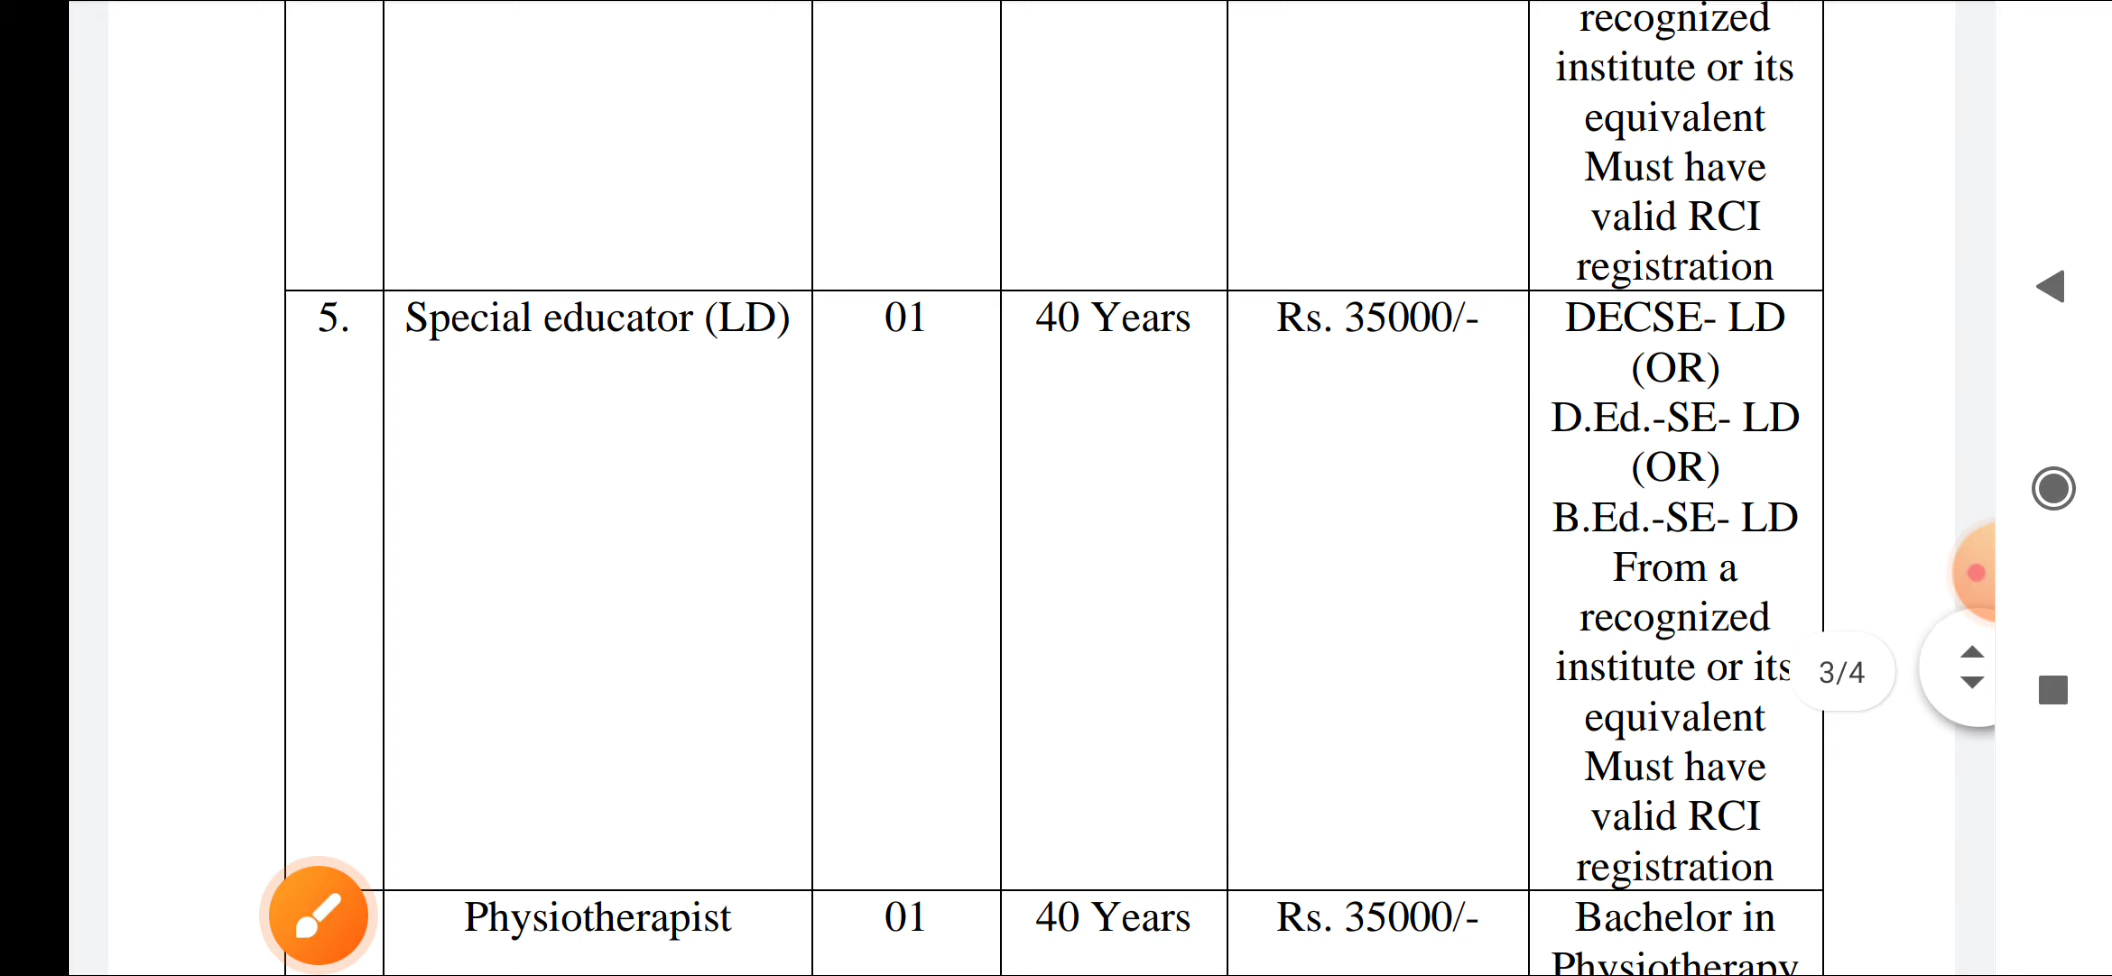 recognized
institute or its
equivalent
Must have
valid RCI
registration
5. Special educator (LD) 01 40 Years Rs. 35000/- DECSE- LD
(OR)
D.Ed.-SE- LD
(OR)
B.Ed.-SE- LD
From a
recognized
institute or its
equivalent
Must have
valid RCI
registration
3/4
Physiotherapist 01 40 Years Rs. 35000/- Bachelor in
Physiotherapy